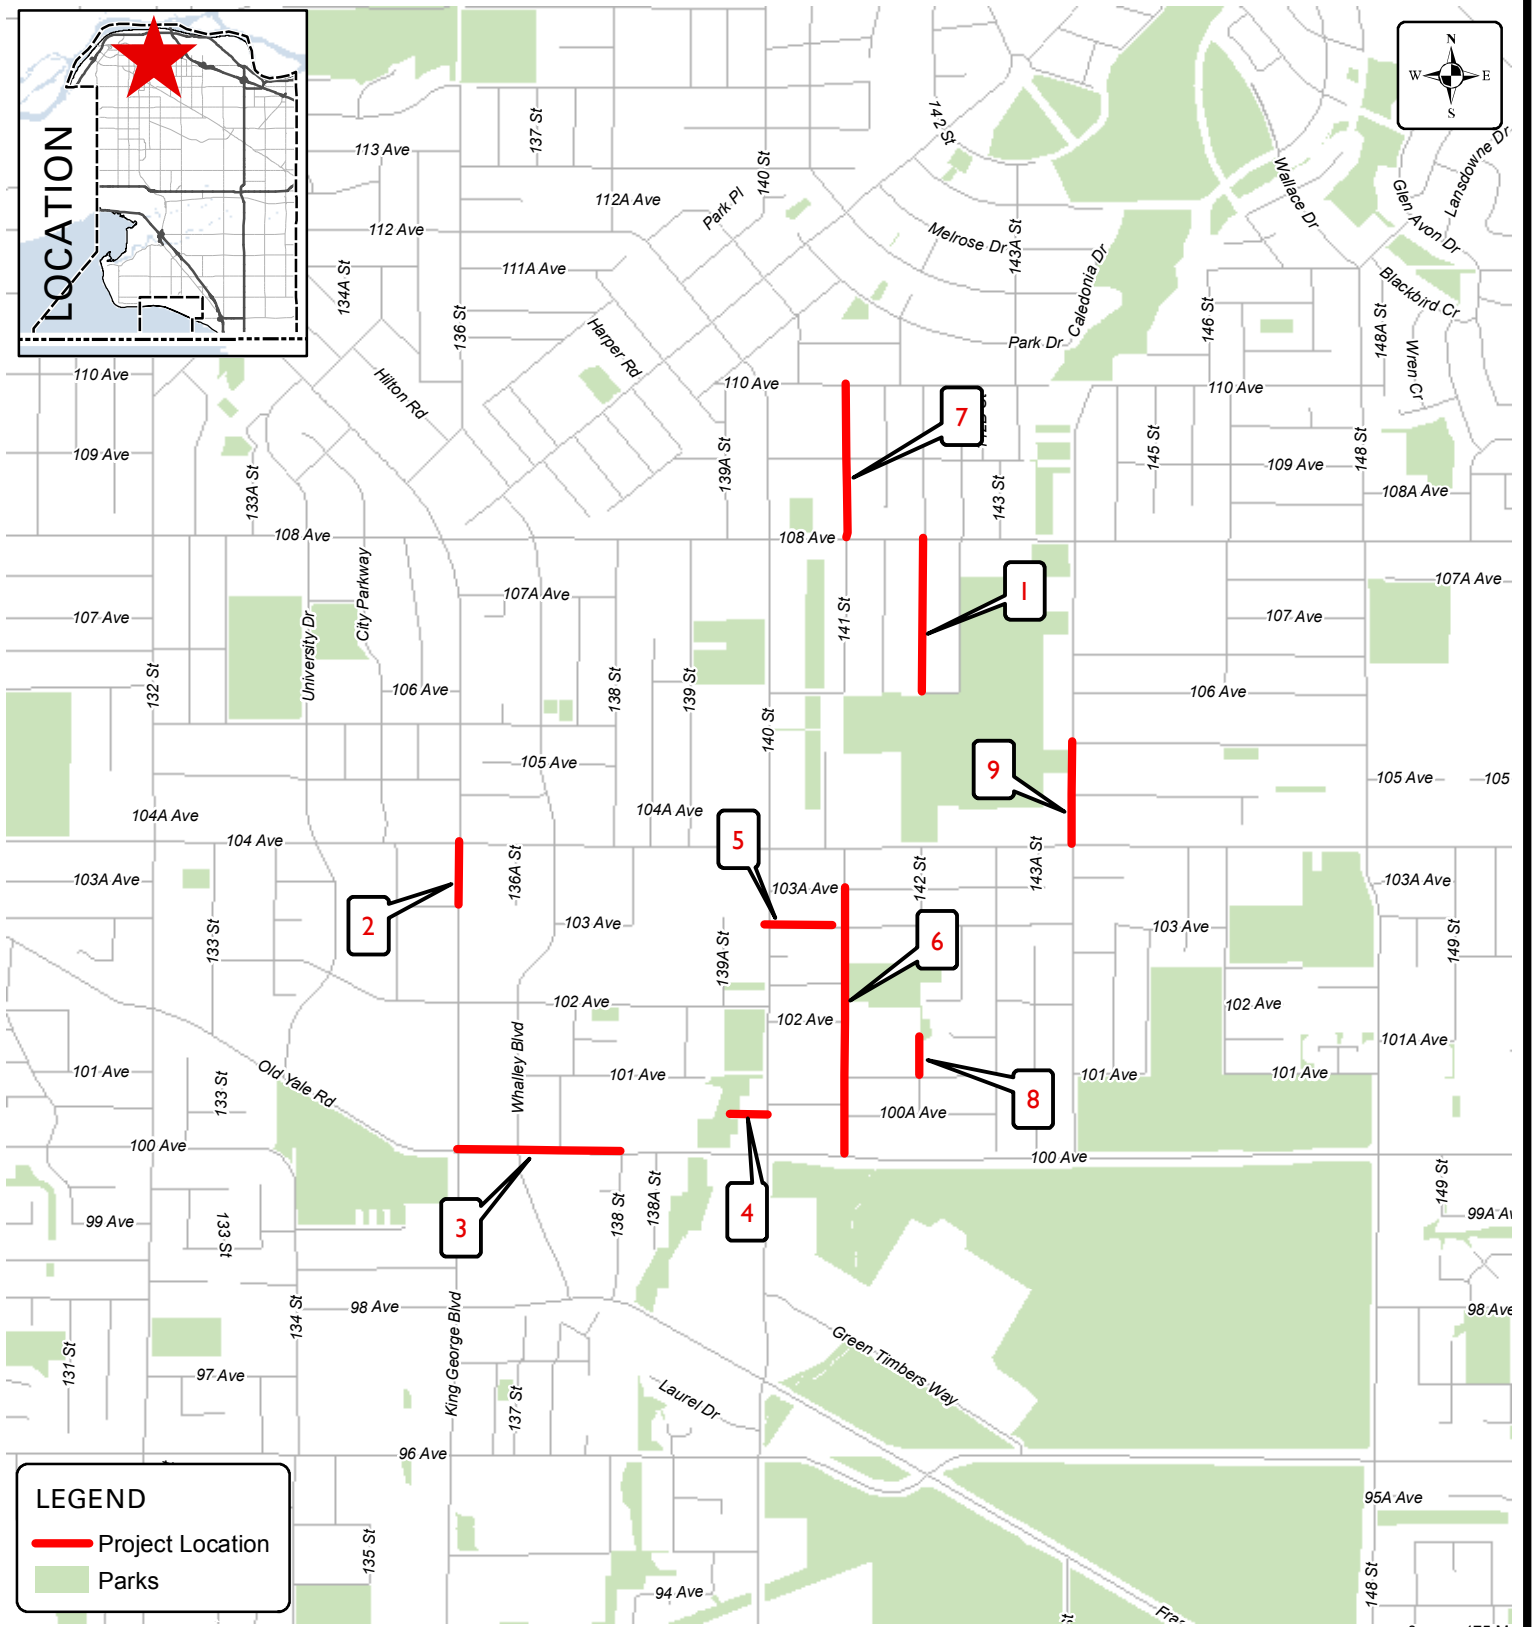 LOCATION
N
W
E
S
137 St
142 St
Lansdowne Dr
113 Ave
140 St
Wallace Dr
Glen Avon Dr
112A Ave
Park Pl
112 Ave
Melrose Dr
143A St
Caledonia Dr
111A Ave
134A St
136 St
Harper Rd
Blackbird Cr
146 St
148A St
Park Dr
Wren Cr
110 Ave
Hilton Rd
110 Ave
110 Ave
7
109 Ave
133A St
139A St
143 St
145 St
109 Ave
148 St
108A Ave
108 Ave
108 Ave
City Parkway
107A Ave
1
107A Ave
107 Ave
141 St
107 Ave
University Dr
132 St
106 Ave
138 St
139 St
106 Ave
140 St
105 Ave
9
105 Ave
105
104A Ave
104A Ave
104 Ave
5
136A St
142 St
143A St
103A Ave
103A Ave
103A Ave
2
103 Ave
6
103 Ave
133 St
139A St
149 St
102 Ave
102 Ave
102 Ave
Whalley Blvd
101A Ave
101 Ave
133 St
Old Yale Rd
101 Ave
101 Ave
101 Ave
8
100A Ave
100 Ave
100 Ave
3
4
138 St
138A St
149 St
99 Ave
133 St
99A Av
98 Ave
98 Ave
134 St
King George Blvd
131 St
97 Ave
137 St
Laurel Dr
Green Timbers Way
96 Ave
LEGEND
95A Ave
Project Location
Parks
135 St
94 Ave
148 St
St
Fras